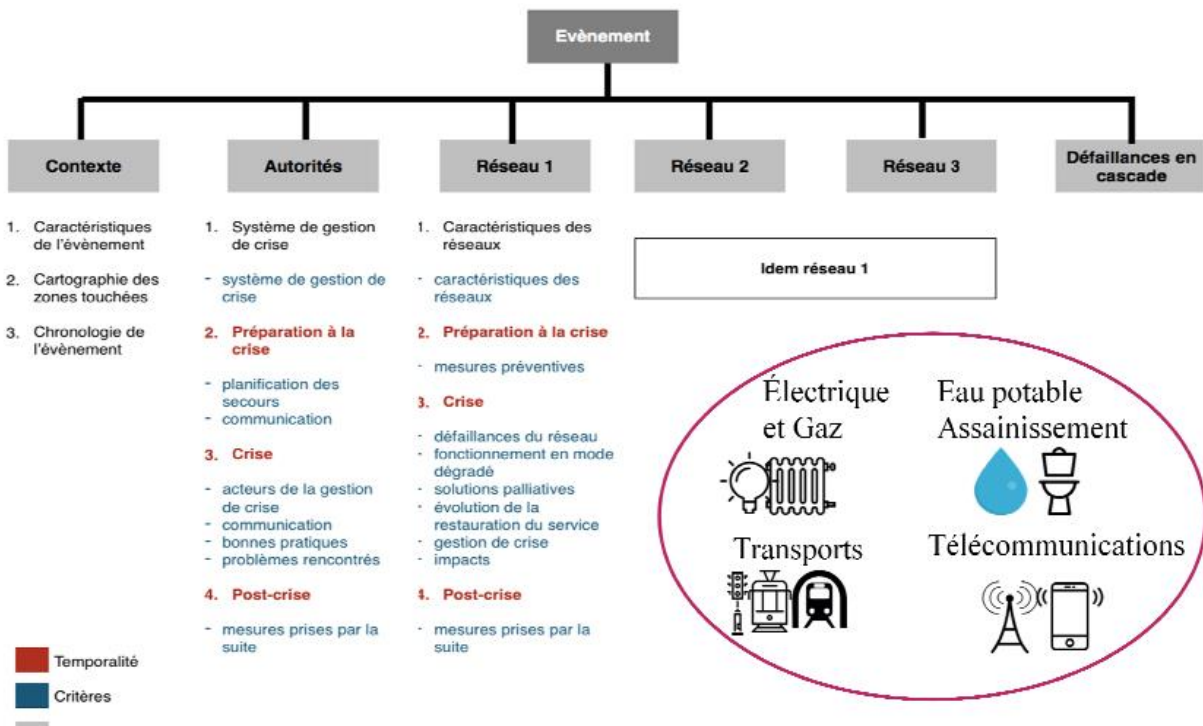 Evènement
Contexte
Autorités
Réseau 1
Réseau 2
Réseau 3
Défaillances en
cascade
1. Caractéristiques
de l'évènement
2. Cartographie des
zones touchées
3. Chronologie de
l'évènement
1. Système de gestion
de crise
- système de gestion de
crise
2. Préparation à la
crise
- planification des
secours
- communication
3. Crise
- acteurs de la gestion
de crise
- communication
- bonnes pratiques
- problèmes rencontrés
4. Post-crise
- mesures prises par la
suite
1. Caractéristiques des
réseaux
- caractéristiques des
réseaux
2. Préparation à la crise
- mesures préventives
3. Crise
- défaillances du réseau
- fonctionnement en mode
dégradé
- solutions palliatives
- évolution de la
restauration du service
- gestion de crise
- impacts
4. Post-crise
- mesures prises par la
suite
Idem réseau 1
Électrique
et Gaz
Eau potable
Assainissement
Transports
Télécommunications
Temporalité
Critères